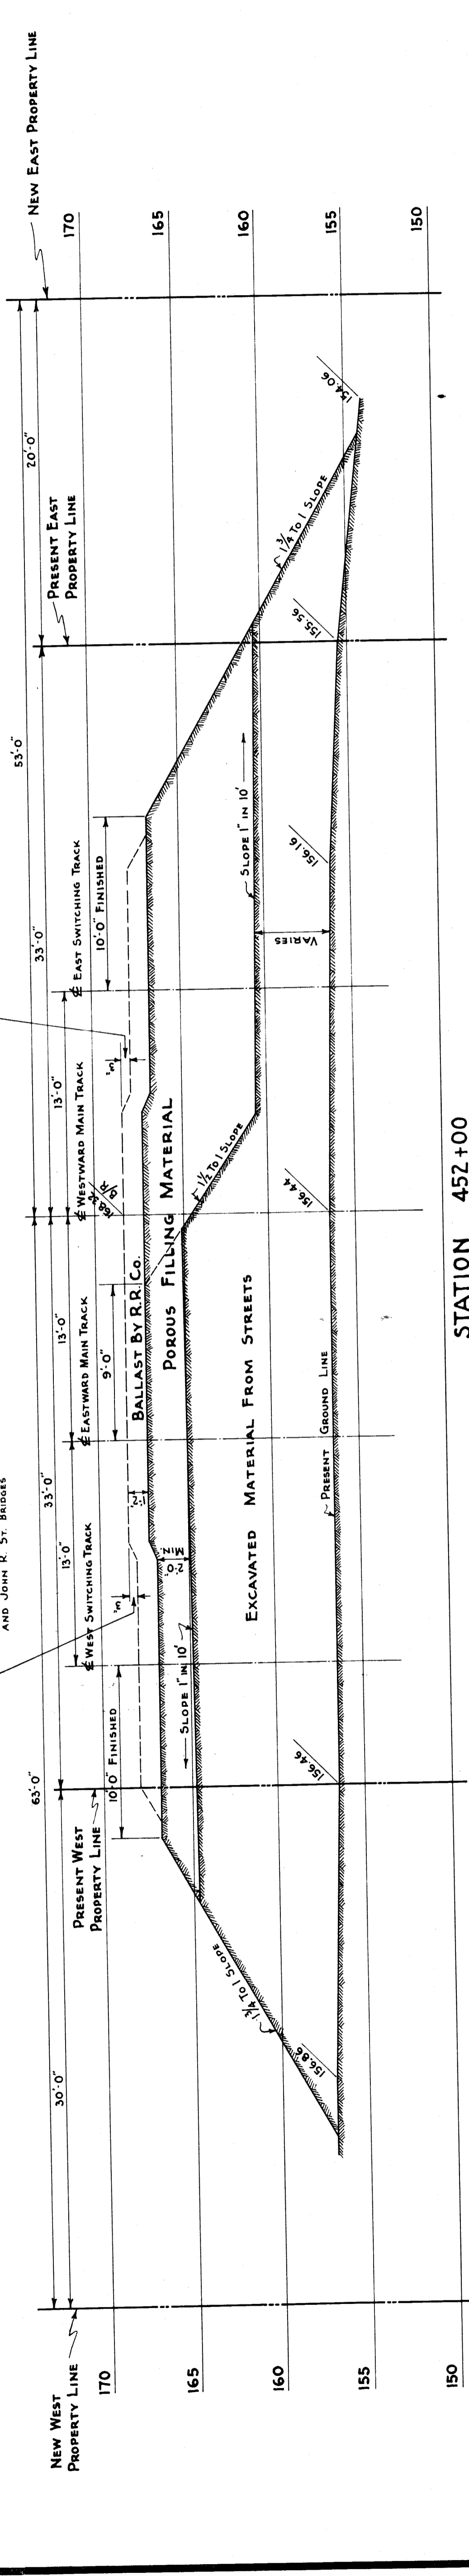 AND JOHN R. ST. BRIDGES
NEW WEST
PROPERTY LINE
63'-0"
53'-0"
30'-0"
33'-0"
33'-0"
20'-0"
NEW EAST PROPERTY LINE
PRESENT WEST
PROPERTY LINE
13'-0"
13'-0"
13'-0"
PRESENT EAST
PROPERTY LINE
℄ WEST SWITCHING TRACK
℄ EASTWARD MAIN TRACK
℄ WESTWARD MAIN TRACK
℄ EAST SWITCHING TRACK
10'-0" FINISHED
9'-0"
10'-0" FINISHED
170
170
3"
3"
BALLAST BY R.R. CO.
2'-0"
MIN.
POROUS FILLING MATERIAL
165
165
SLOPE 1" IN 10'
1 3/4 TO 1 SLOPE
1 1/2 TO 1 SLOPE
SLOPE 1" IN 10'
1 3/4 TO 1 SLOPE
160
160
EXCAVATED MATERIAL FROM STREETS
VARIES
156.86
156.46
156.44
156.16
155.56
154.06
PRESENT GROUND LINE
155
155
150
150
STATION 452+00